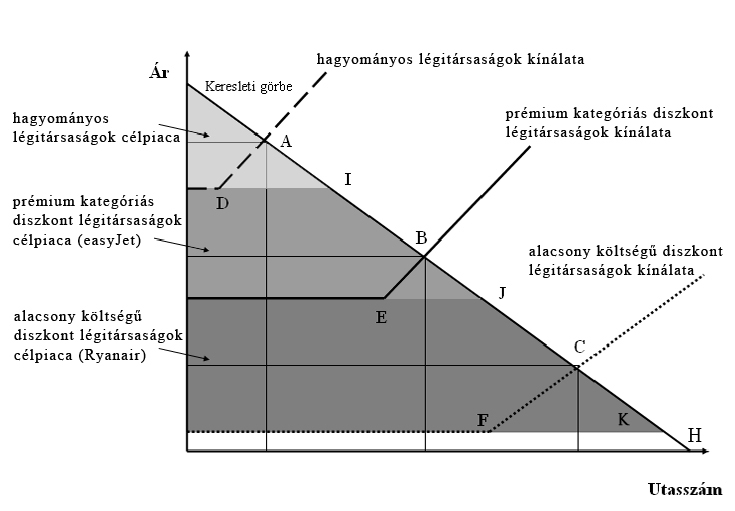 hagyományos légitársaságok kínálata
Ár
Keresleti görbe
prémium kategóriás diszkont
légitársaságok kínálata
hagyományos
légitársaságok célpiaca
A
I
D
prémium kategóriás
diszkont légitársaságok
célpiaca (easyJet)
B
alacsony költségű diszkont
légitársaságok kínálata
J
E
alacsony költségű
diszkont légitársaságok
célpiaca (Ryanair)
C
F
K
H
Utasszám